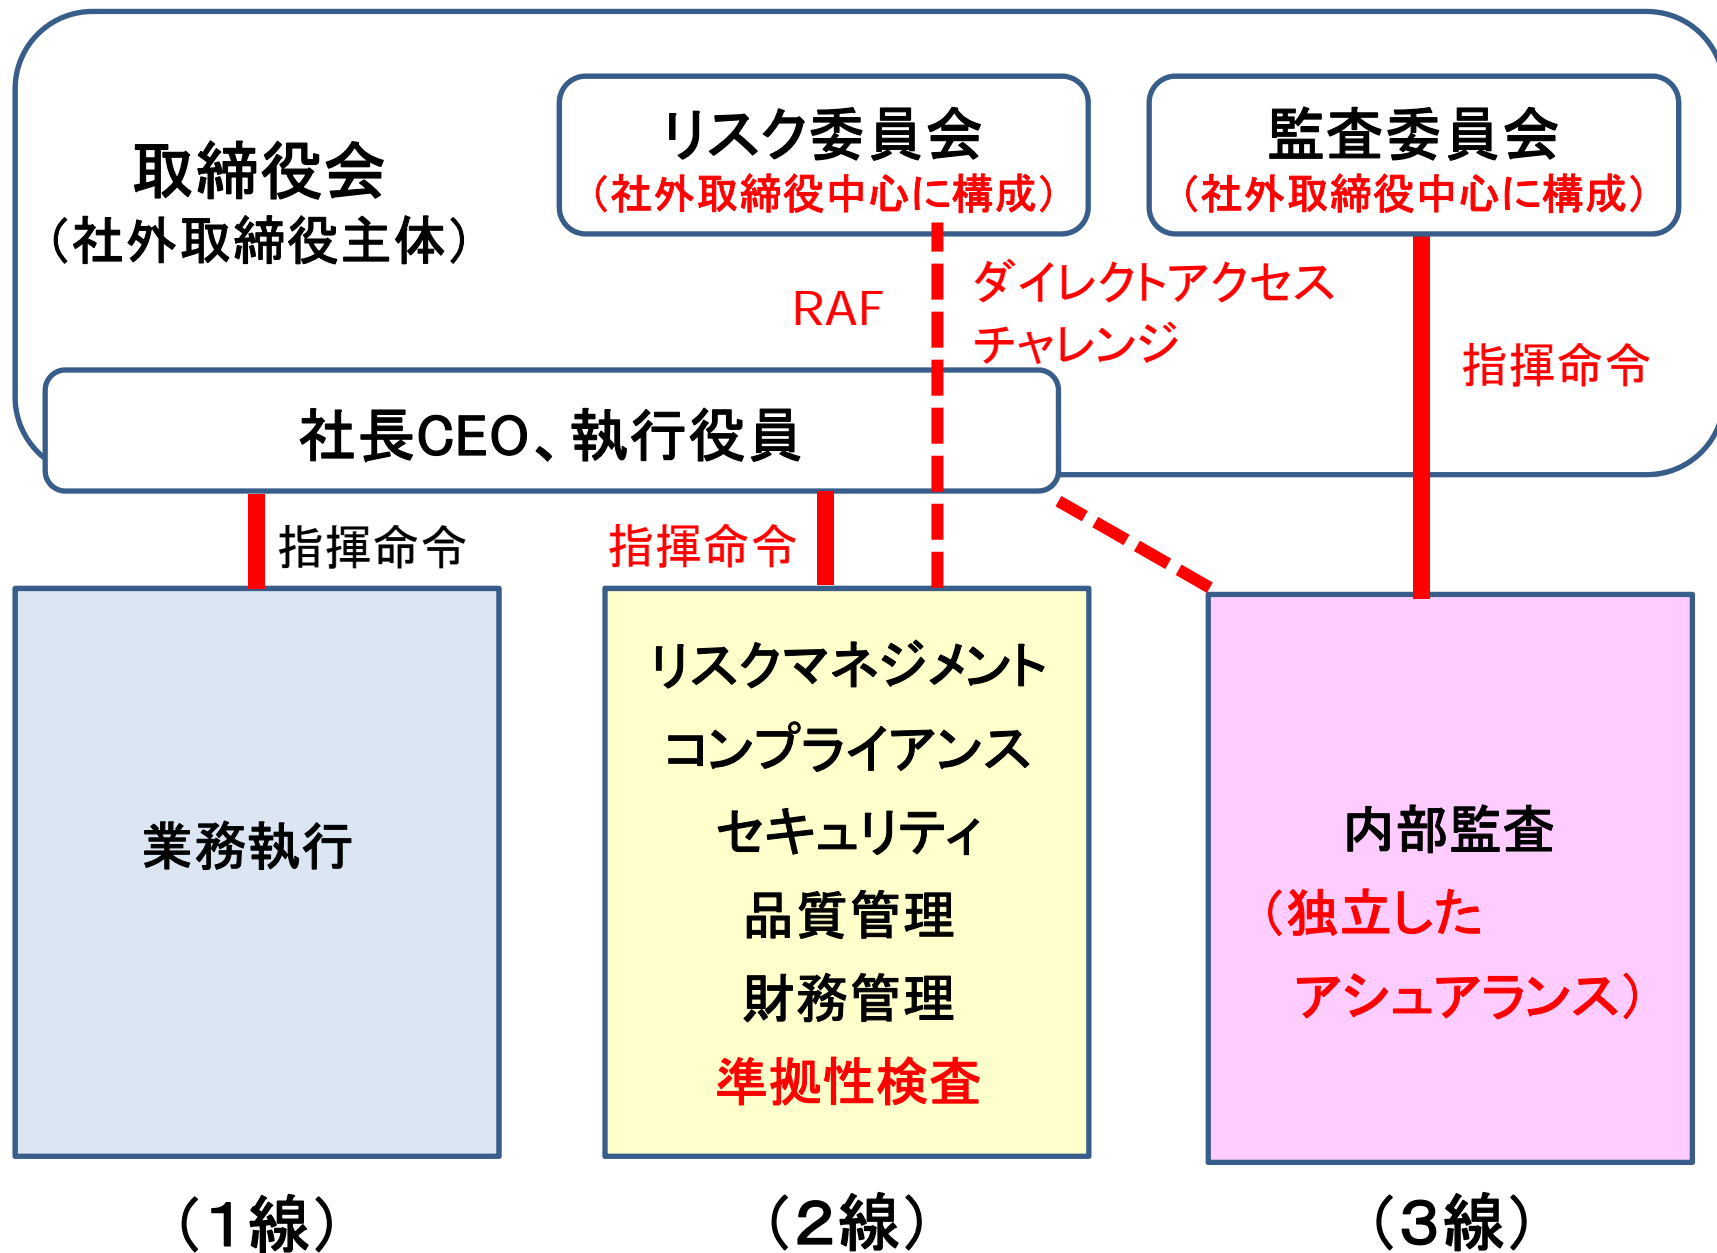 取締役会
（社外取締役主体）
リスク委員会
（社外取締役中心に構成）
監査委員会
（社外取締役中心に構成）
RAF
ダイレクトアクセス
チャレンジ
指揮命令
社長CEO、執行役員
指揮命令
指揮命令
業務執行
リスクマネジメント
コンプライアンス
セキュリティ
品質管理
財務管理
準拠性検査
内部監査
（独立した
アシュアランス）
（１線）
（２線）
（３線）